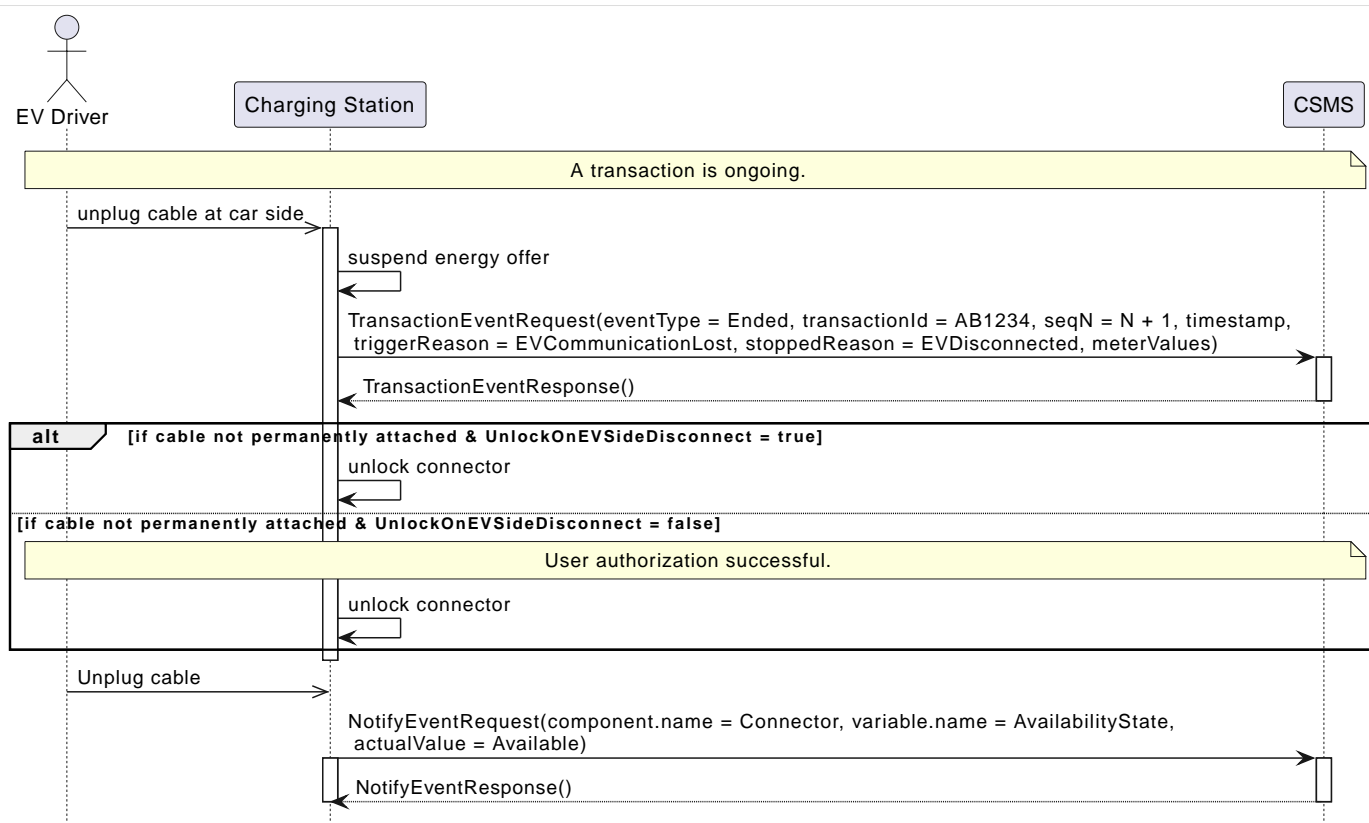 EV Driver
Charging Station
CSMS
A transaction is ongoing.
unplug cable at car side
suspend energy offer
TransactionEventRequest(eventType = Ended, transactionId = AB1234, seqN = N + 1, timestamp,
triggerReason = EVCommunicationLost, stoppedReason = EVDisconnected, meterValues)
TransactionEventResponse()
alt
[if cable not permanently attached & UnlockOnEVSideDisconnect = true]
unlock connector
[if cable not permanently attached & UnlockOnEVSideDisconnect = false]
User authorization successful.
unlock connector
Unplug cable
NotifyEventRequest(component.name = Connector, variable.name = AvailabilityState,
actualValue = Available)
NotifyEventResponse()